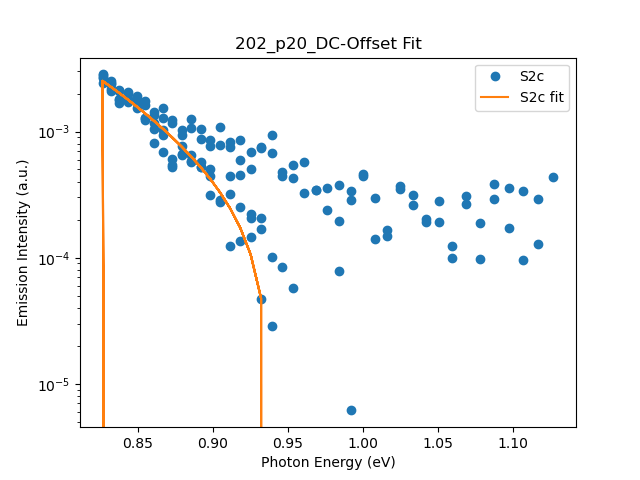 202_p20_DC-Offset Fit
S2c
S2c fit
10⁻³
10⁻⁴
10⁻⁵
Emission Intensity (a.u.)
0.85 0.90 0.95 1.00 1.05 1.10
Photon Energy (eV)